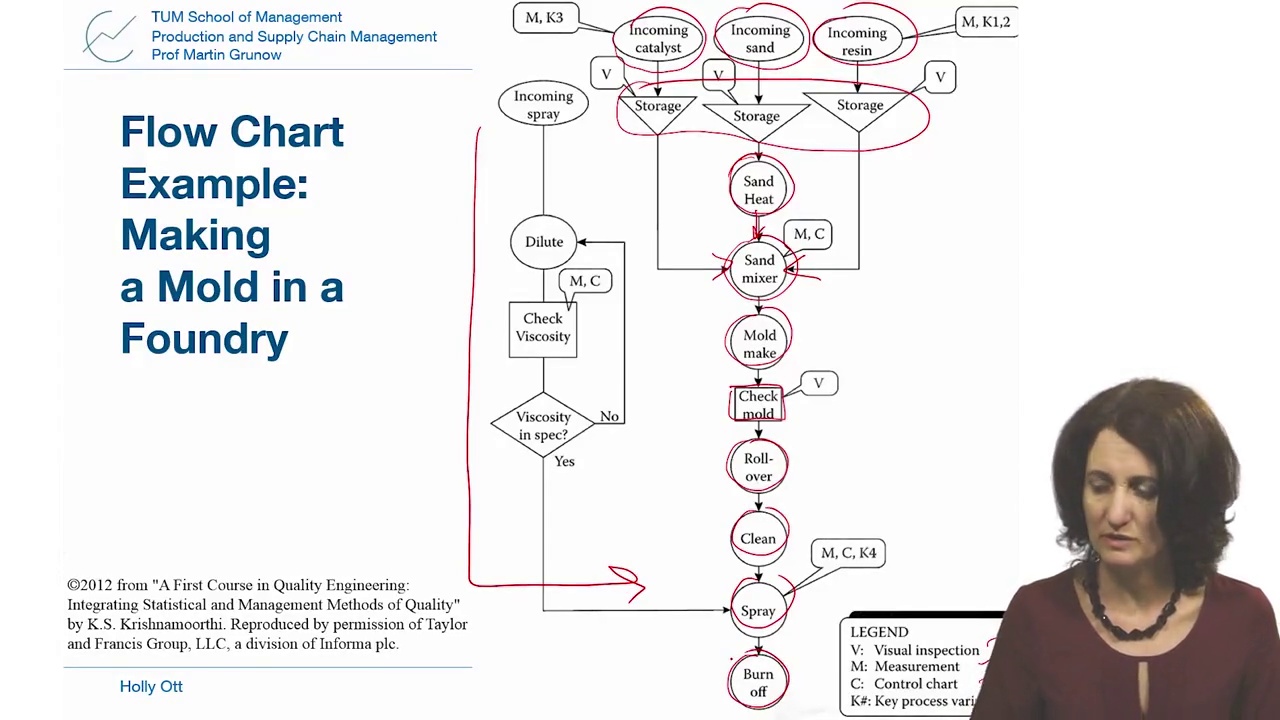 TUM School of Management
Production and Supply Chain Management
Prof Martin Grunow
Flow Chart
Example:
Making
a Mold in a
Foundry
©2012 from "A First Course in Quality Engineering:
Integrating Statistical and Management Methods of Quality"
by K.S. Krishnamoorthi. Reproduced by permission of Taylor
and Francis Group, LLC, a division of Informa plc.
Holly Ott
M, K3
Incoming
catalyst
Incoming
sand
Incoming
resin
M, K1,2
V
V
V
Storage
Storage
Storage
Incoming
spray
Sand
Heat
Dilute
M, C
Sand
mixer
M, C
Check
Viscosity
Mold
make
V
Check
mold
Viscosity
in spec?
No
Yes
Roll-
over
Clean
M, C, K4
Spray
Burn
off
LEGEND
V: Visual inspection
M: Measurement
C: Control chart
K#: Key process